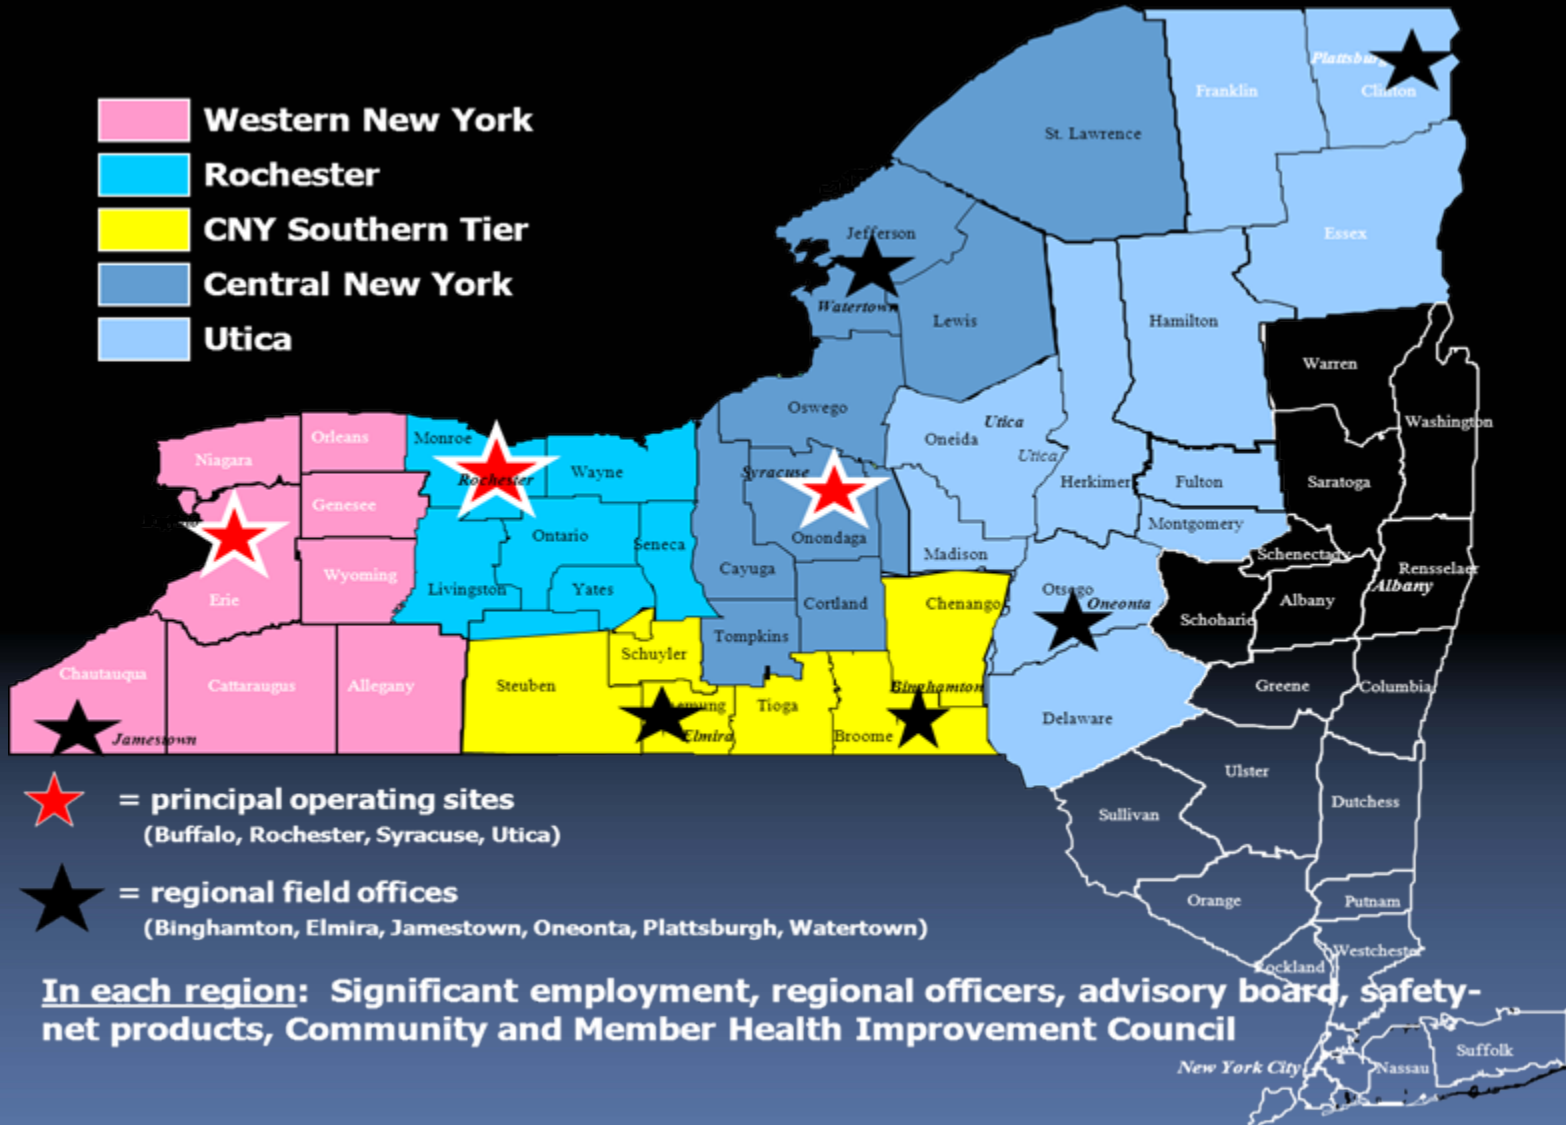 Western New York
Rochester
CNY Southern Tier
Central New York
Utica
Plattsbur
Franklin
Clinton
St. Lawrence
Jefferson
Essex
Watertown
Lewis
Hamilton
Warren
Oswego
Utica
Washington
Orleans
Monroe
Oneida
Niagara
Rochester
Wayne
Syracuse
Utica
Herkimer
Fulton
Saratoga
Genesee
Ontario
Seneca
Onondaga
Madison
Montgomery
Schenectady
Rensselaer
Wyoming
Livingston
Yates
Cayuga
Otsego
Oneonta
Albany
Albany
Erie
Cortland
Chenango
Schoharie
Tompkins
Chautauqua
Cattaraugus
Allegany
Steuben
Schuyler
Binghamton
Greene
Columbia
emung
Tioga
Delaware
Jamestown
Elmira
Broome
Ulster
Sullivan
Dutchess
= principal operating sites
(Buffalo, Rochester, Syracuse, Utica)
= regional field offices
(Binghamton, Elmira, Jamestown, Oneonta, Plattsburgh, Watertown)
Orange
Putnam
Westchester
Rockland
In each region: Significant employment, regional officers, advisory board, safety-
net products, Community and Member Health Improvement Council
New York City
Nassau
Suffolk